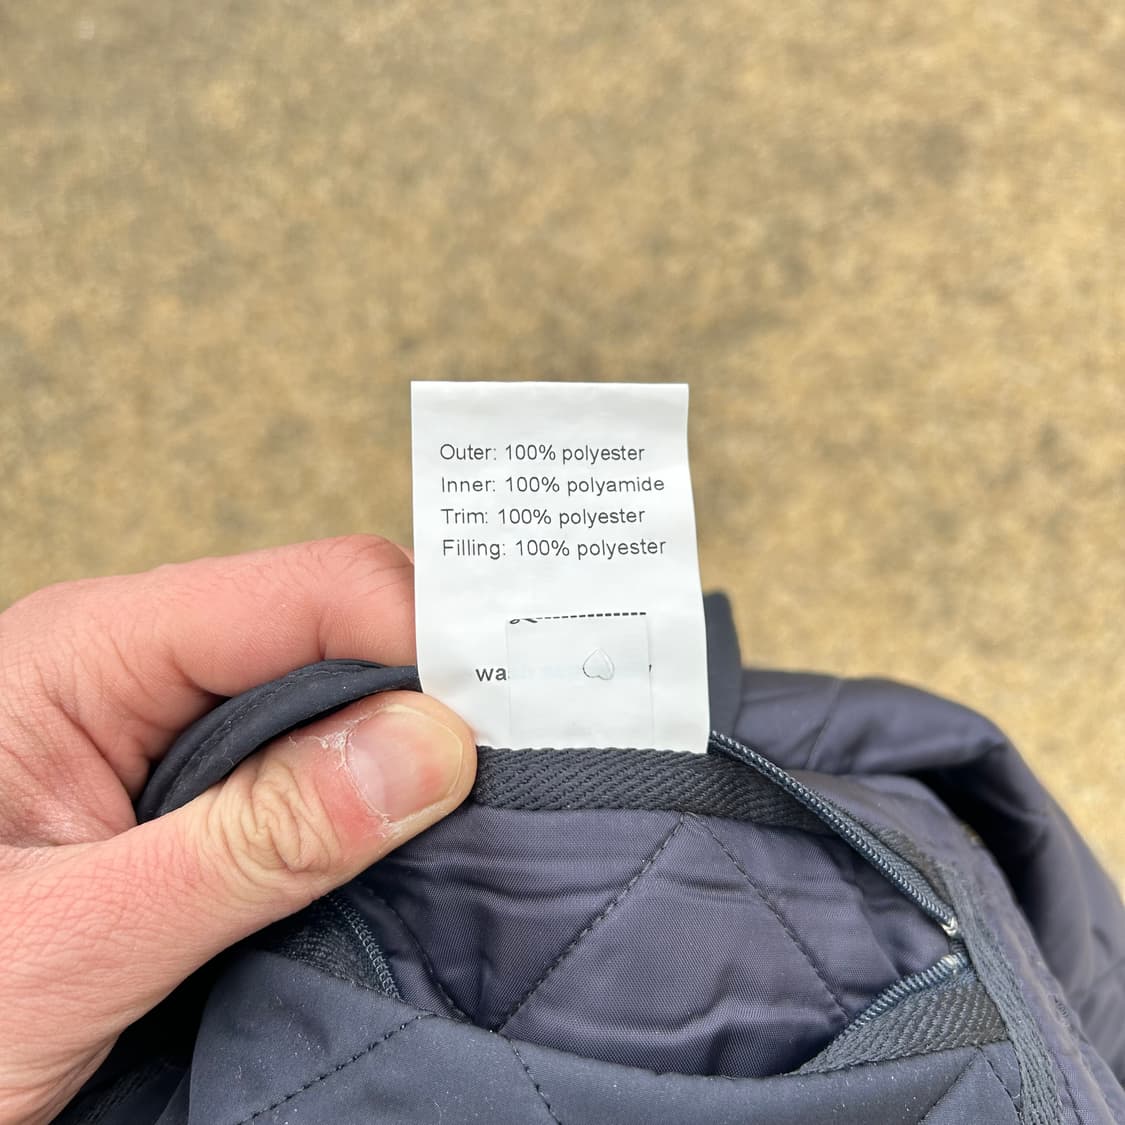 Outer: 100% polyester
Inner: 100% polyamide
Trim: 100% polyester
Filling: 100% polyester